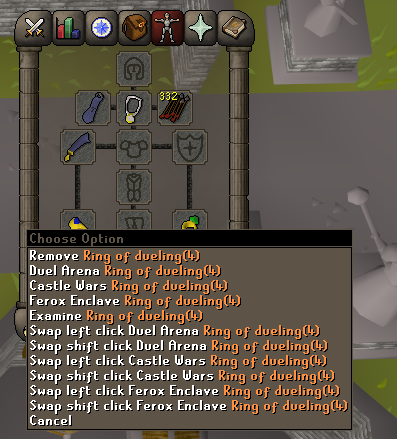 332
Choose Option
Remove Ring of dueling(4)
Duel Arena Ring of dueling(4)
Castle Wars Ring of dueling(4)
Ferox Enclave Ring of dueling(4)
Examine Ring of dueling(4)
Swap left click Duel Arena Ring of dueling(4)
Swap shift click Duel Arena Ring of dueling(4)
Swap left click Castle Wars Ring of dueling(4)
Swap shift click Castle Wars Ring of dueling(4)
Swap left click Ferox Enclave Ring of dueling(4)
Swap shift click Ferox Enclave Ring of dueling(4)
Cancel